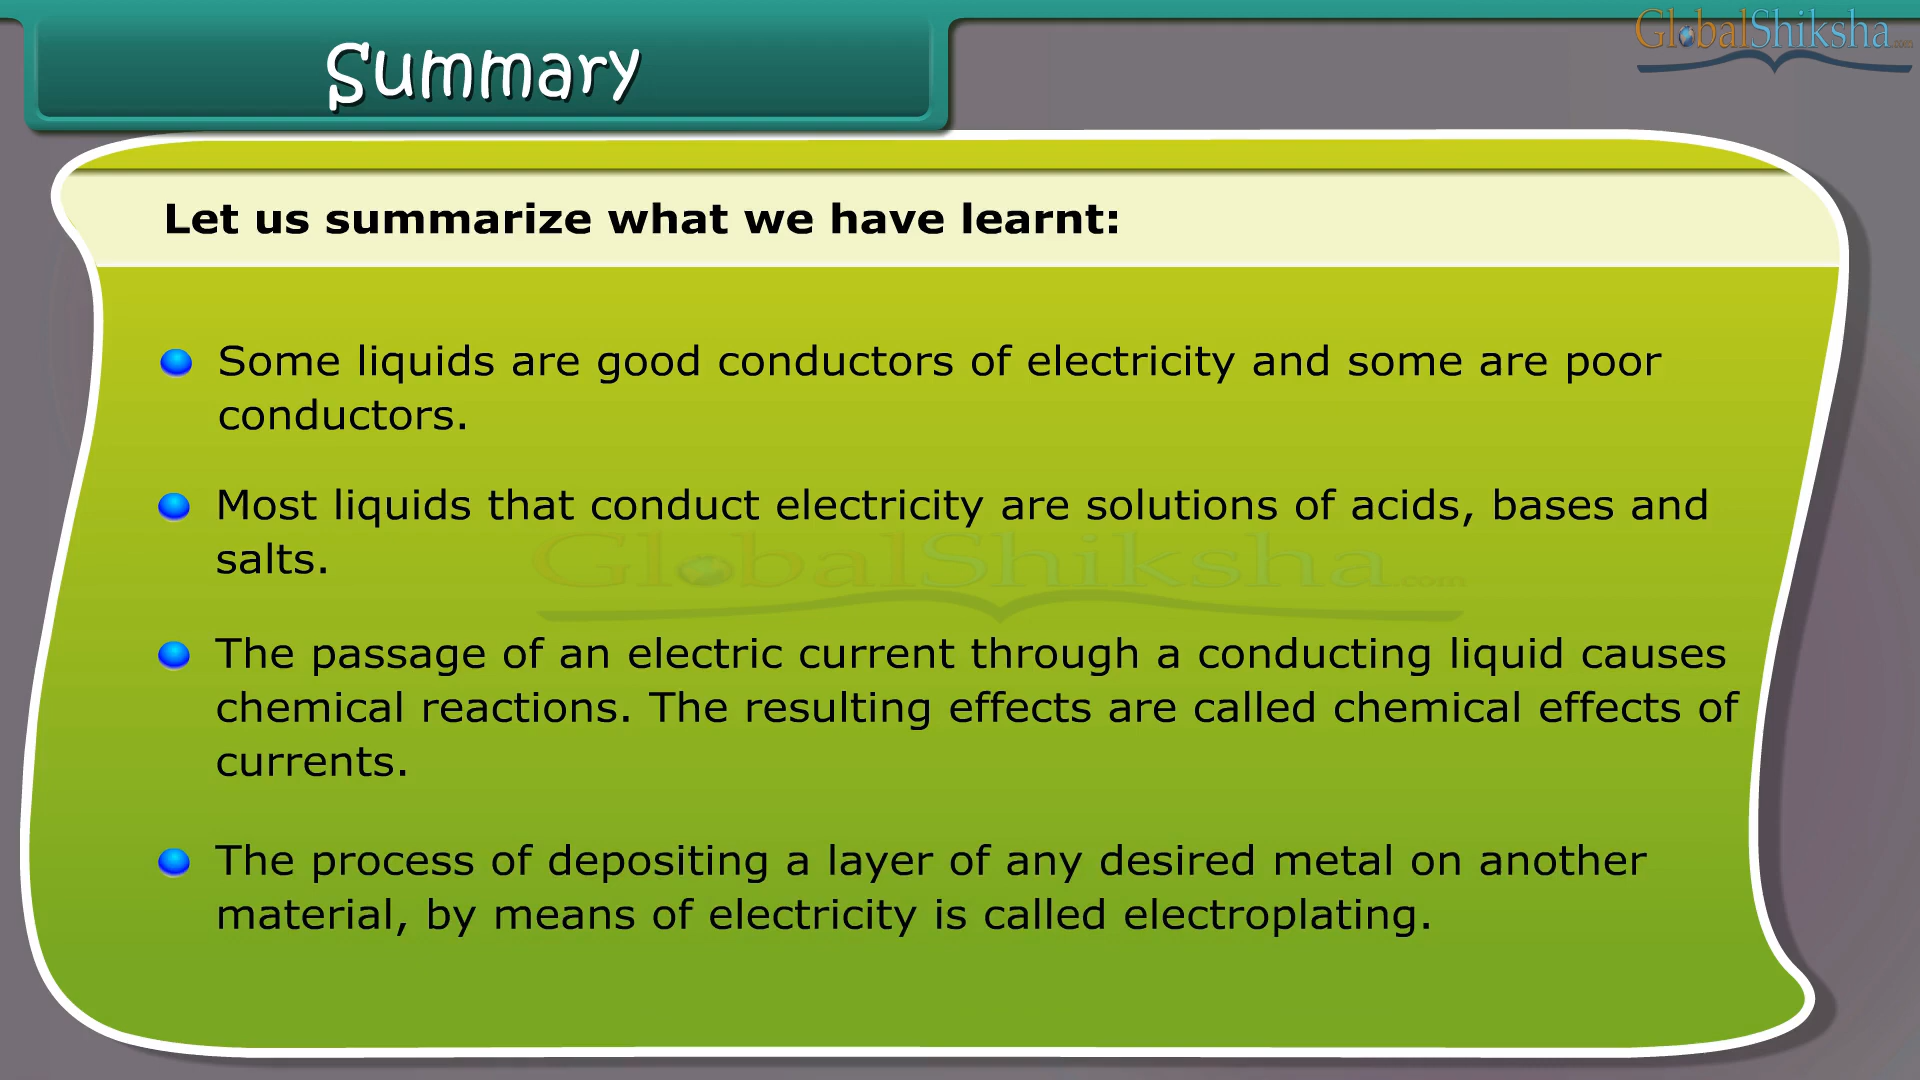 Summary
GlobalShiksha.com
Let us summarize what we have learnt:
Some liquids are good conductors of electricity and some are poor
conductors.
Most liquids that conduct electricity are solutions of acids, bases and
salts.
GlobalShiksha.com
The passage of an electric current through a conducting liquid causes
chemical reactions. The resulting effects are called chemical effects of
currents.
The process of depositing a layer of any desired metal on another
material, by means of electricity is called electroplating.